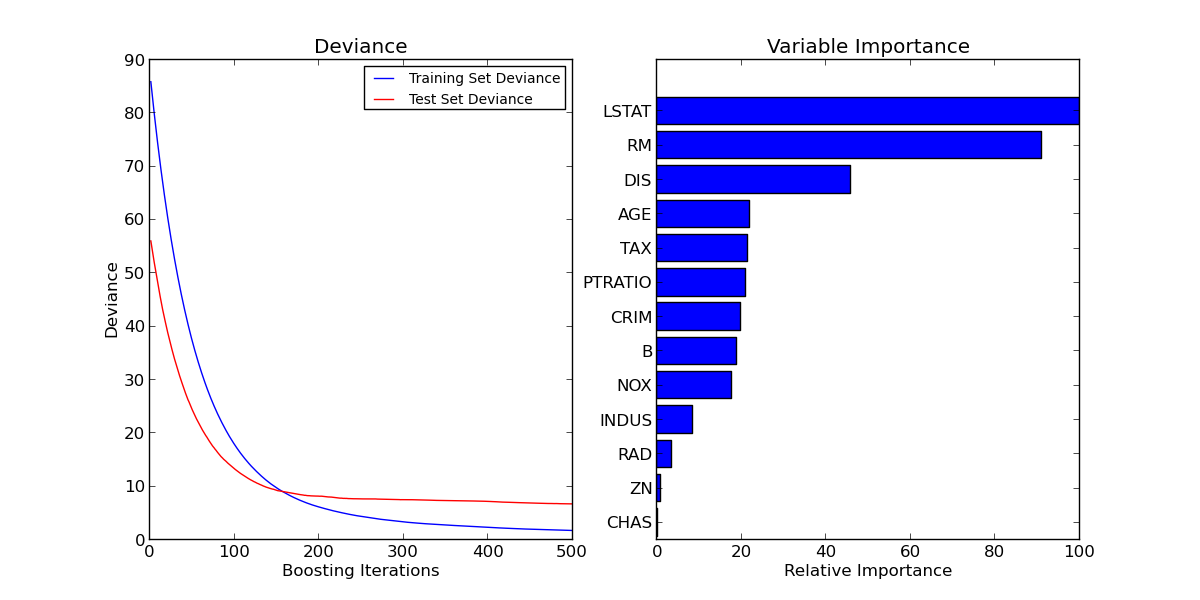 Deviance
Training Set Deviance
Test Set Deviance
90
80
70
60
50
40
30
20
10
0
Deviance
0 100 200 300 400 500
Boosting Iterations
Variable Importance
LSTAT
RM
DIS
AGE
TAX
PTRATIO
CRIM
B
NOX
INDUS
RAD
ZN
CHAS
0 20 40 60 80 100
Relative Importance